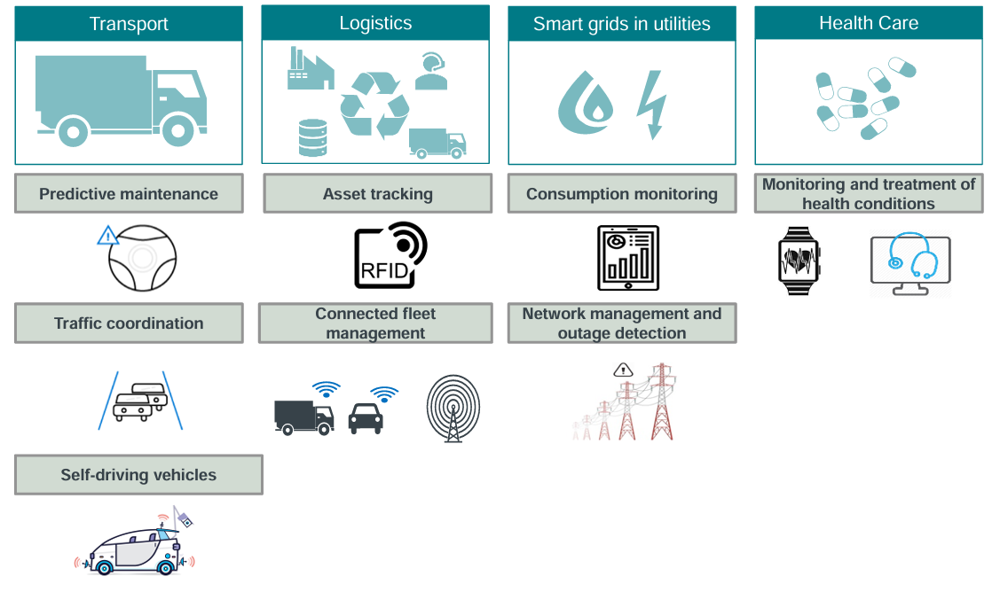 Transport
Logistics
Smart grids in utilities
Health Care
Predictive maintenance
Asset tracking
Consumption monitoring
Monitoring and treatment of
health conditions
RFID
Traffic coordination
Connected fleet
management
Network management and
outage detection
Self-driving vehicles